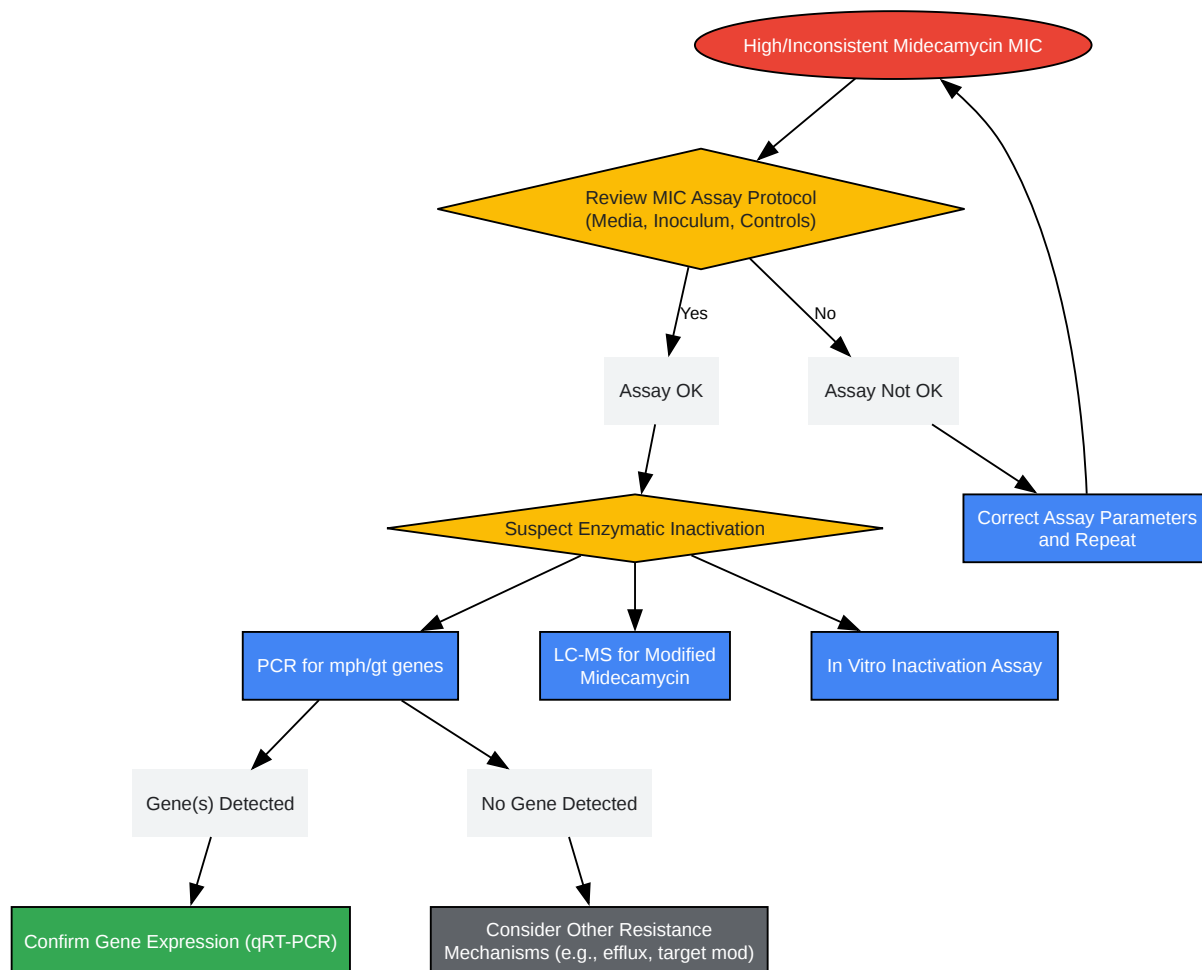 High/Inconsistent Midecamycin MIC
Review MIC Assay Protocol
(Media, Inoculum, Controls)
Yes
No
Assay OK
Assay Not OK
Suspect Enzymatic Inactivation
Correct Assay Parameters
and Repeat
PCR for mph/gt genes
LC-MS for Modified
Midecamycin
In Vitro Inactivation Assay
Gene(s) Detected
No Gene Detected
Confirm Gene Expression (qRT-PCR)
Consider Other Resistance
Mechanisms (e.g., efflux, target mod)